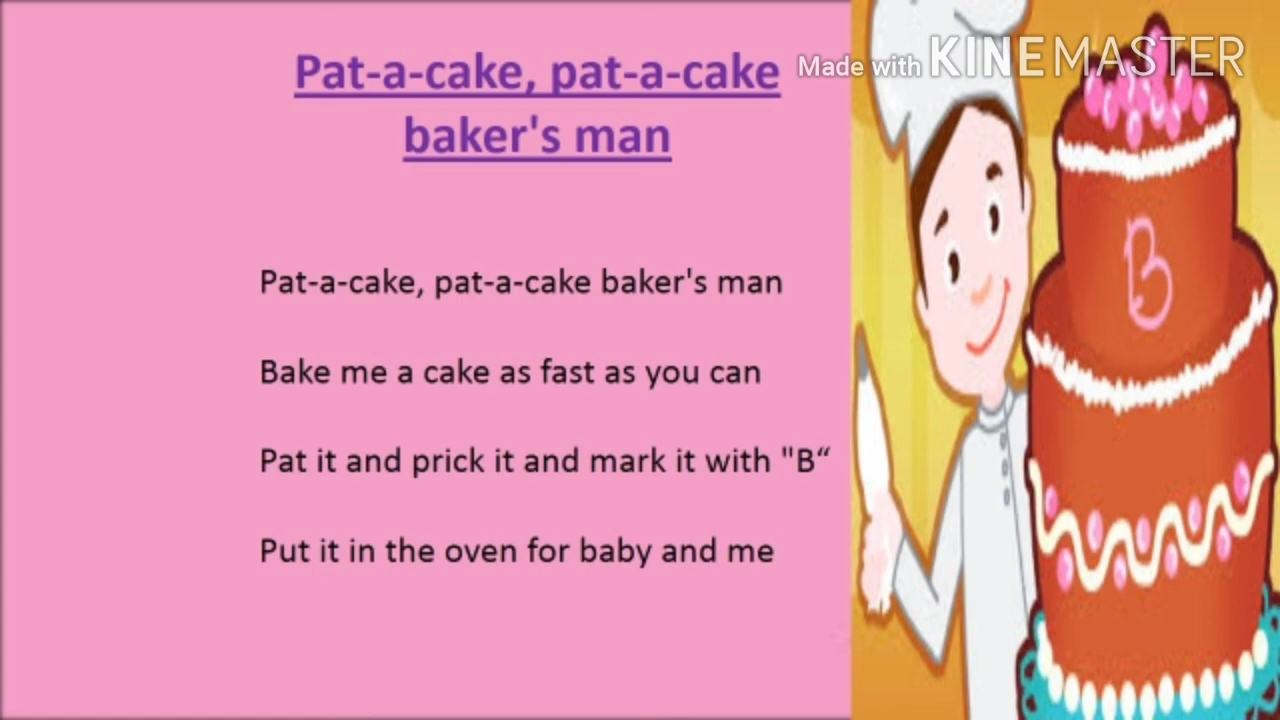 Pat-a-cake, pat-a-cake
baker's man
Made with KINEMASTER
B
Pat-a-cake, pat-a-cake baker's man
Bake me a cake as fast as you can
Pat it and prick it and mark it with "B“
Put it in the oven for baby and me